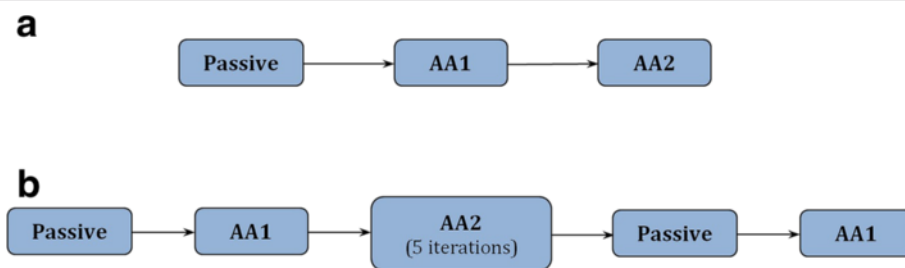 a
Passive AA1 AA2
b
Passive AA1 AA2 Passive AA1
(5 iterations)